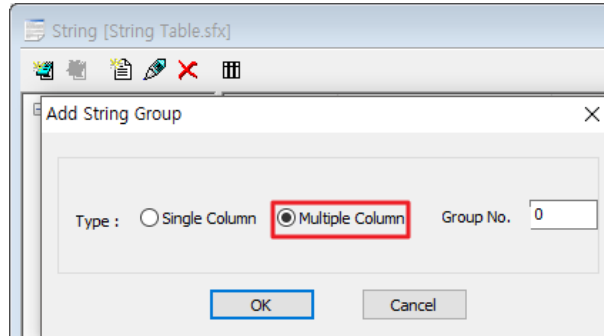 String [String Table.sfx]
Add String Group
Type : Single Column Multiple Column Group No. 0
OK Cancel